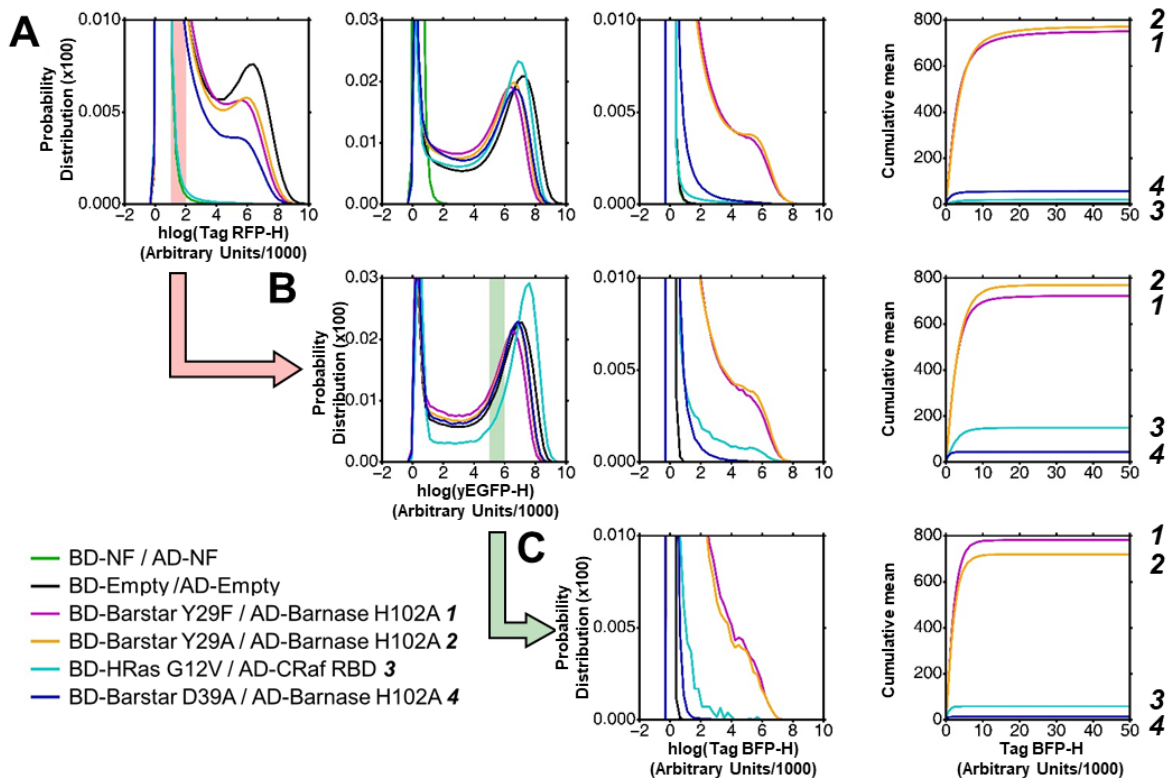 A
Probability
Distribution (x100)
0.010
0.005
0.000
−2 0 2 4 6 8 10
hlog(Tag RFP-H)
(Arbitrary Units/1000)
0.03
0.02
0.01
0.00
−2 0 2 4 6 8 10
0.010
0.005
0.000
−2 0 2 4 6 8 10
Cumulative mean
800
600
400
200
0
0 10 20 30 40 50
2
1
4
3
B
Probability
Distribution (x100)
0.03
0.02
0.01
0.00
−2 0 2 4 6 8 10
hlog(yEGFP-H)
(Arbitrary Units/1000)
0.010
0.005
0.000
−2 0 2 4 6 8 10
Cumulative mean
800
600
400
200
0
0 10 20 30 40 50
2
1
3
4
C
Probability
Distribution (x100)
0.010
0.005
0.000
−2 0 2 4 6 8 10
hlog(Tag BFP-H)
(Arbitrary Units/1000)
Cumulative mean
800
600
400
200
0
0 10 20 30 40 50
Tag BFP-H
(Arbitrary Units/1000)
1
2
3
4
BD-NF / AD-NF
BD-Empty /AD-Empty
BD-Barstar Y29F / AD-Barnase H102A 1
BD-Barstar Y29A / AD-Barnase H102A 2
BD-HRas G12V / AD-CRaf RBD 3
BD-Barstar D39A / AD-Barnase H102A 4